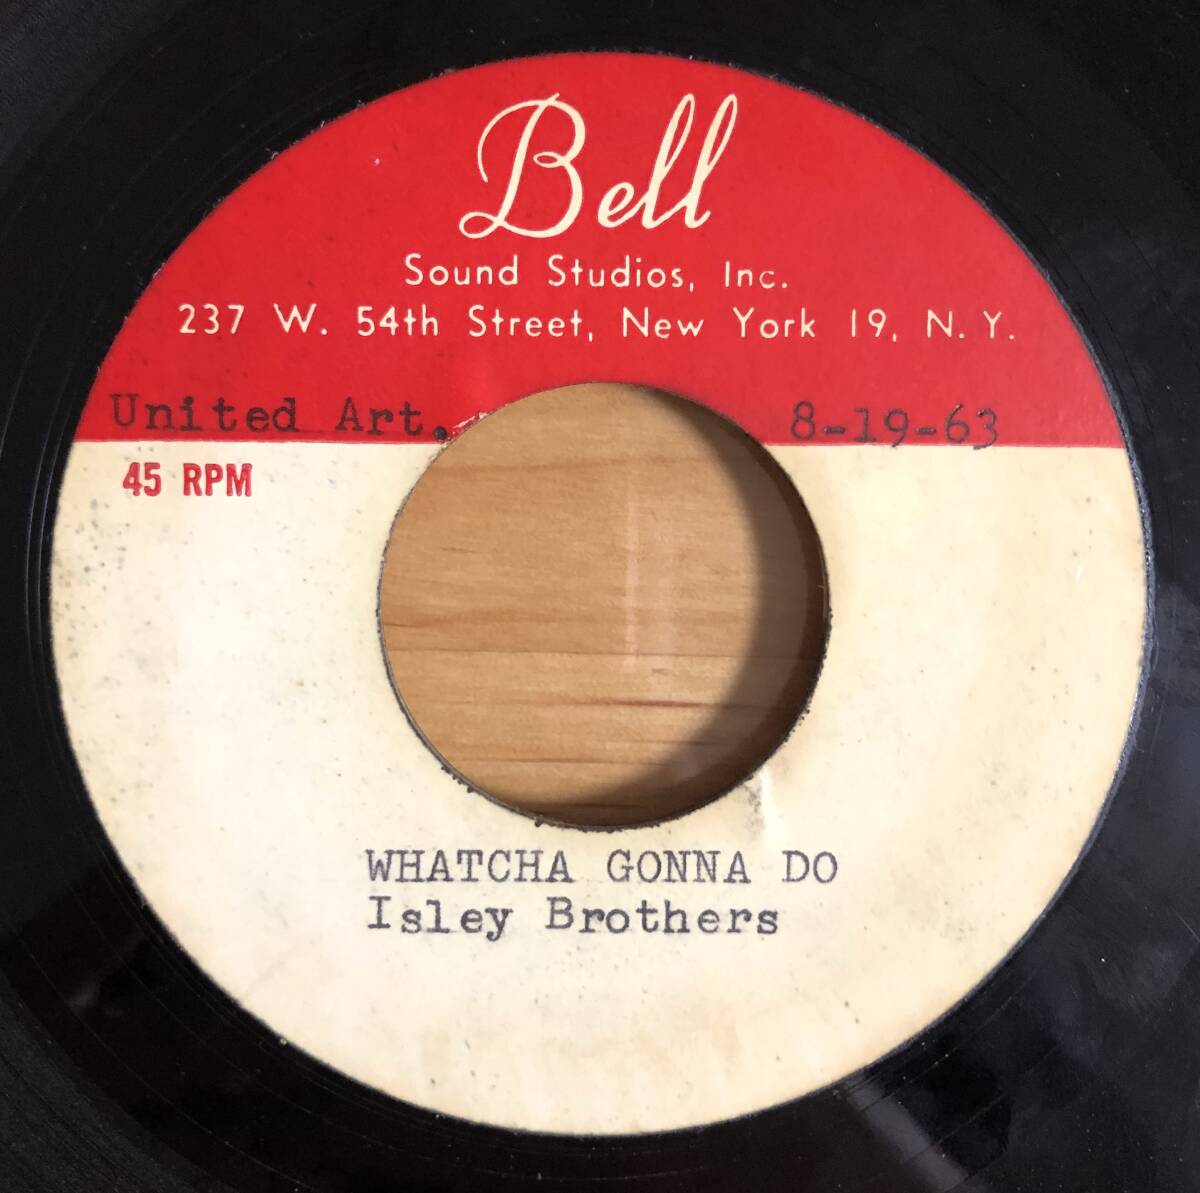 Bell
Sound Studios, Inc.
237 W. 54th Street, New York 19, N.Y.
United Art. 8-19-63
45 RPM
WHATCHA GONNA DO
Isley Brothers